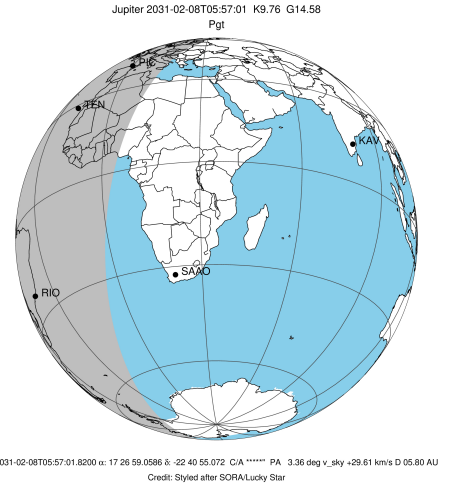 Jupiter 2031-02-08T05:57:01 K9.76 G14.58
Pgt
PIC
TEN
KAV
SAAO
RIO
031-02-08T05:57:01.8200 α: 17 26 59.0586 δ: -22 40 55.072 C/A *****" PA 3.36 deg v_sky +29.61 km/s D 05.80 AU
Credit: Styled after SORA/Lucky Star